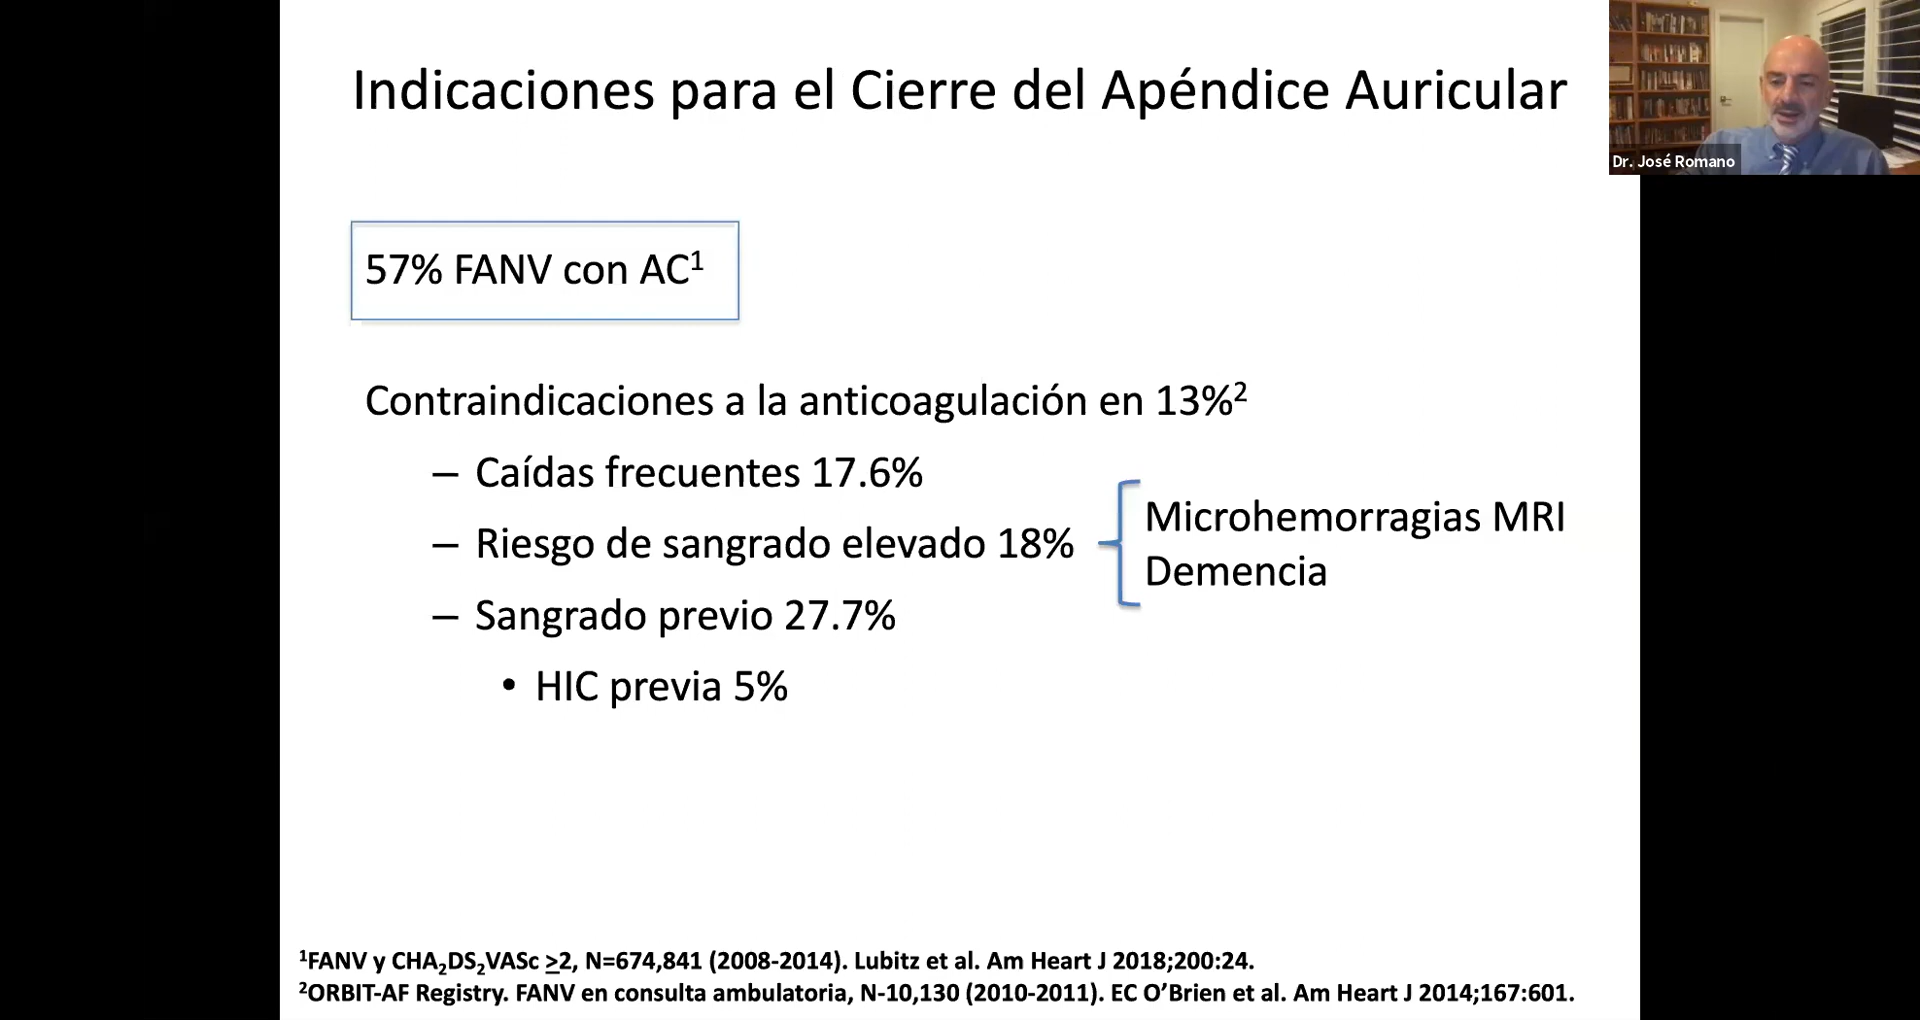 Indicaciones para el Cierre del Apéndice Auricular
Dr. José Romano
57% FANV con AC¹
Contraindicaciones a la anticoagulación en 13%²
– Caídas frecuentes 17.6%
– Riesgo de sangrado elevado 18%
Microhemorragias MRI
Demencia
– Sangrado previo 27.7%
• HIC previa 5%
¹FANV y CHA₂DS₂VASc ≥2, N=674,841 (2008-2014). Lubitz et al. Am Heart J 2018;200:24.
²ORBIT-AF Registry. FANV en consulta ambulatoria, N-10,130 (2010-2011). EC O’Brien et al. Am Heart J 2014;167:601.